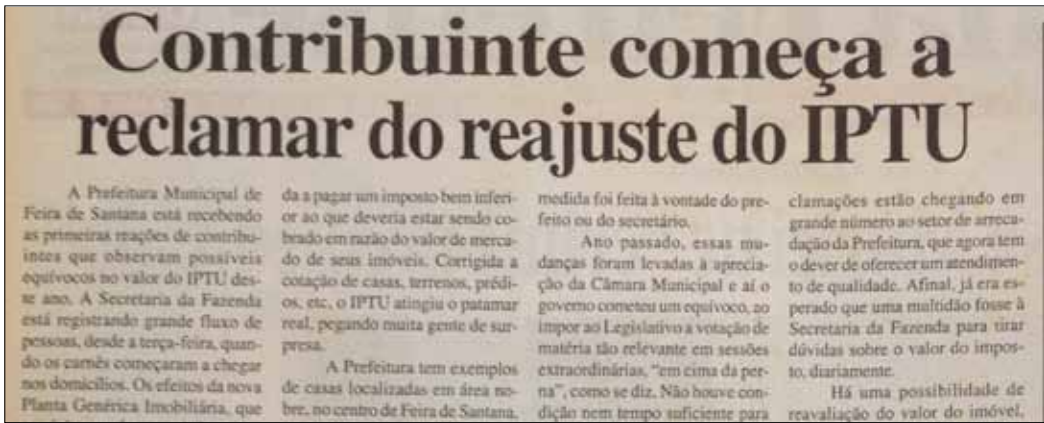 Contribuinte começa a
reclamar do reajuste do IPTU
A Prefeitura Municipal de
Feira de Santana está recebendo
as primeiras reações de contribu-
intes que observam possíveis
equívocos no valor do IPTU des-
se ano. A Secretaria da Fazenda
está registrando grande fluxo de
pessoas, desde a terça-feira, quan-
do os carnês começaram a chegar
nos domicílios. Os efeitos da nova
Planta Genérica Imobiliária, que
da a pagar um imposto bem inferi-
or ao que deveria estar sendo co-
brado em razão do valor de merca-
do de seus imóveis. Corrigida a
cotação de casas, terrenos, prédi-
os, etc, o IPTU atingiu o patamar
real, pegando muita gente de sur-
presa.
A Prefeitura tem exemplos
de casas localizadas em área no-
bre, no centro de Feira de Santana,
medida foi feita à vontade do pre-
feito ou do secretário.
Ano passado, essas mu-
danças foram levadas à aprecia-
ção da Câmara Municipal e aí o
governo cometeu um equívoco, ao
impor ao Legislativo a votação de
matéria tão relevante em sessões
extraordinárias, "em cima da per-
na", como se diz. Não houve con-
dição nem tempo suficiente para
clamações estão chegando em
grande número ao setor de arreca-
dação da Prefeitura, que agora tem
o dever de oferecer um atendimen-
to de qualidade. Afinal, já era es-
perado que uma multidão fosse à
Secretaria da Fazenda para tirar
dúvidas sobre o valor do impos-
to, diariamente.
Há uma possibilidade de
reavaliação do valor do imóvel,